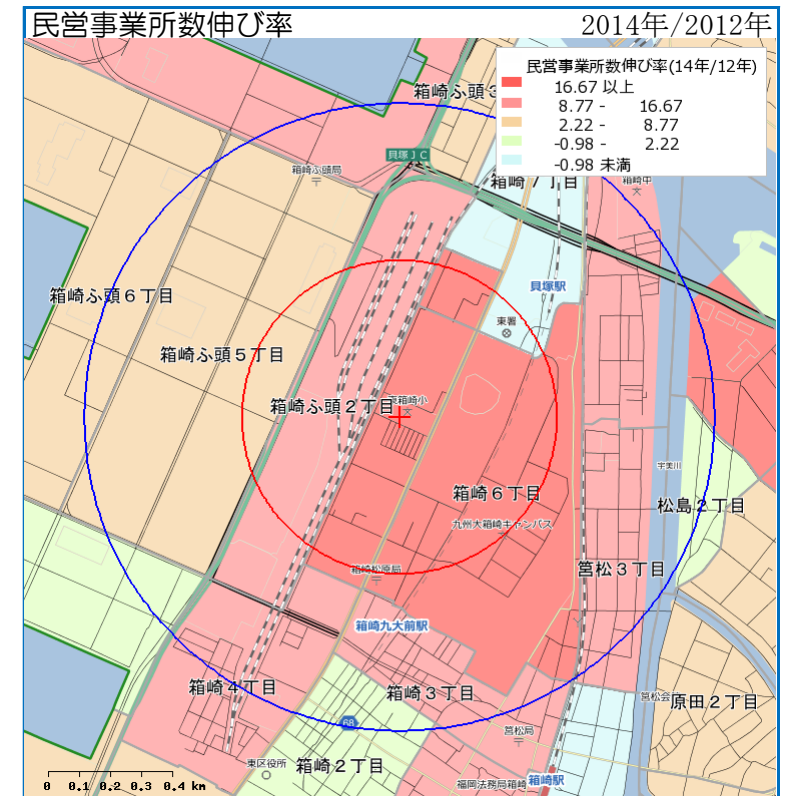 民営事業所数伸び率 2014年/2012年
民営事業所数伸び率(14年/12年)
16.67 以上
8.77 - 16.67
2.22 - 8.77
-0.98 - 2.22
-0.98 未満
箱崎ふ頭3
貝塚ＪＣ
箱崎ふ頭局
箱崎7丁目
箱崎中
貝塚駅
箱崎ふ頭６丁目
東署
箱崎ふ頭５丁目
箱崎ふ頭２丁目
東箱崎小
宇美川
箱崎６丁目
松島２丁目
九州大箱崎キャンパス
箱崎松原局
筥松３丁目
箱崎九大前駅
箱崎４丁目
箱崎３丁目
筥松会
原田２丁目
68
筥松局
東区役所
箱崎２丁目
福岡法務局箱崎
箱崎駅
0 0.1 0.2 0.3 0.4 km